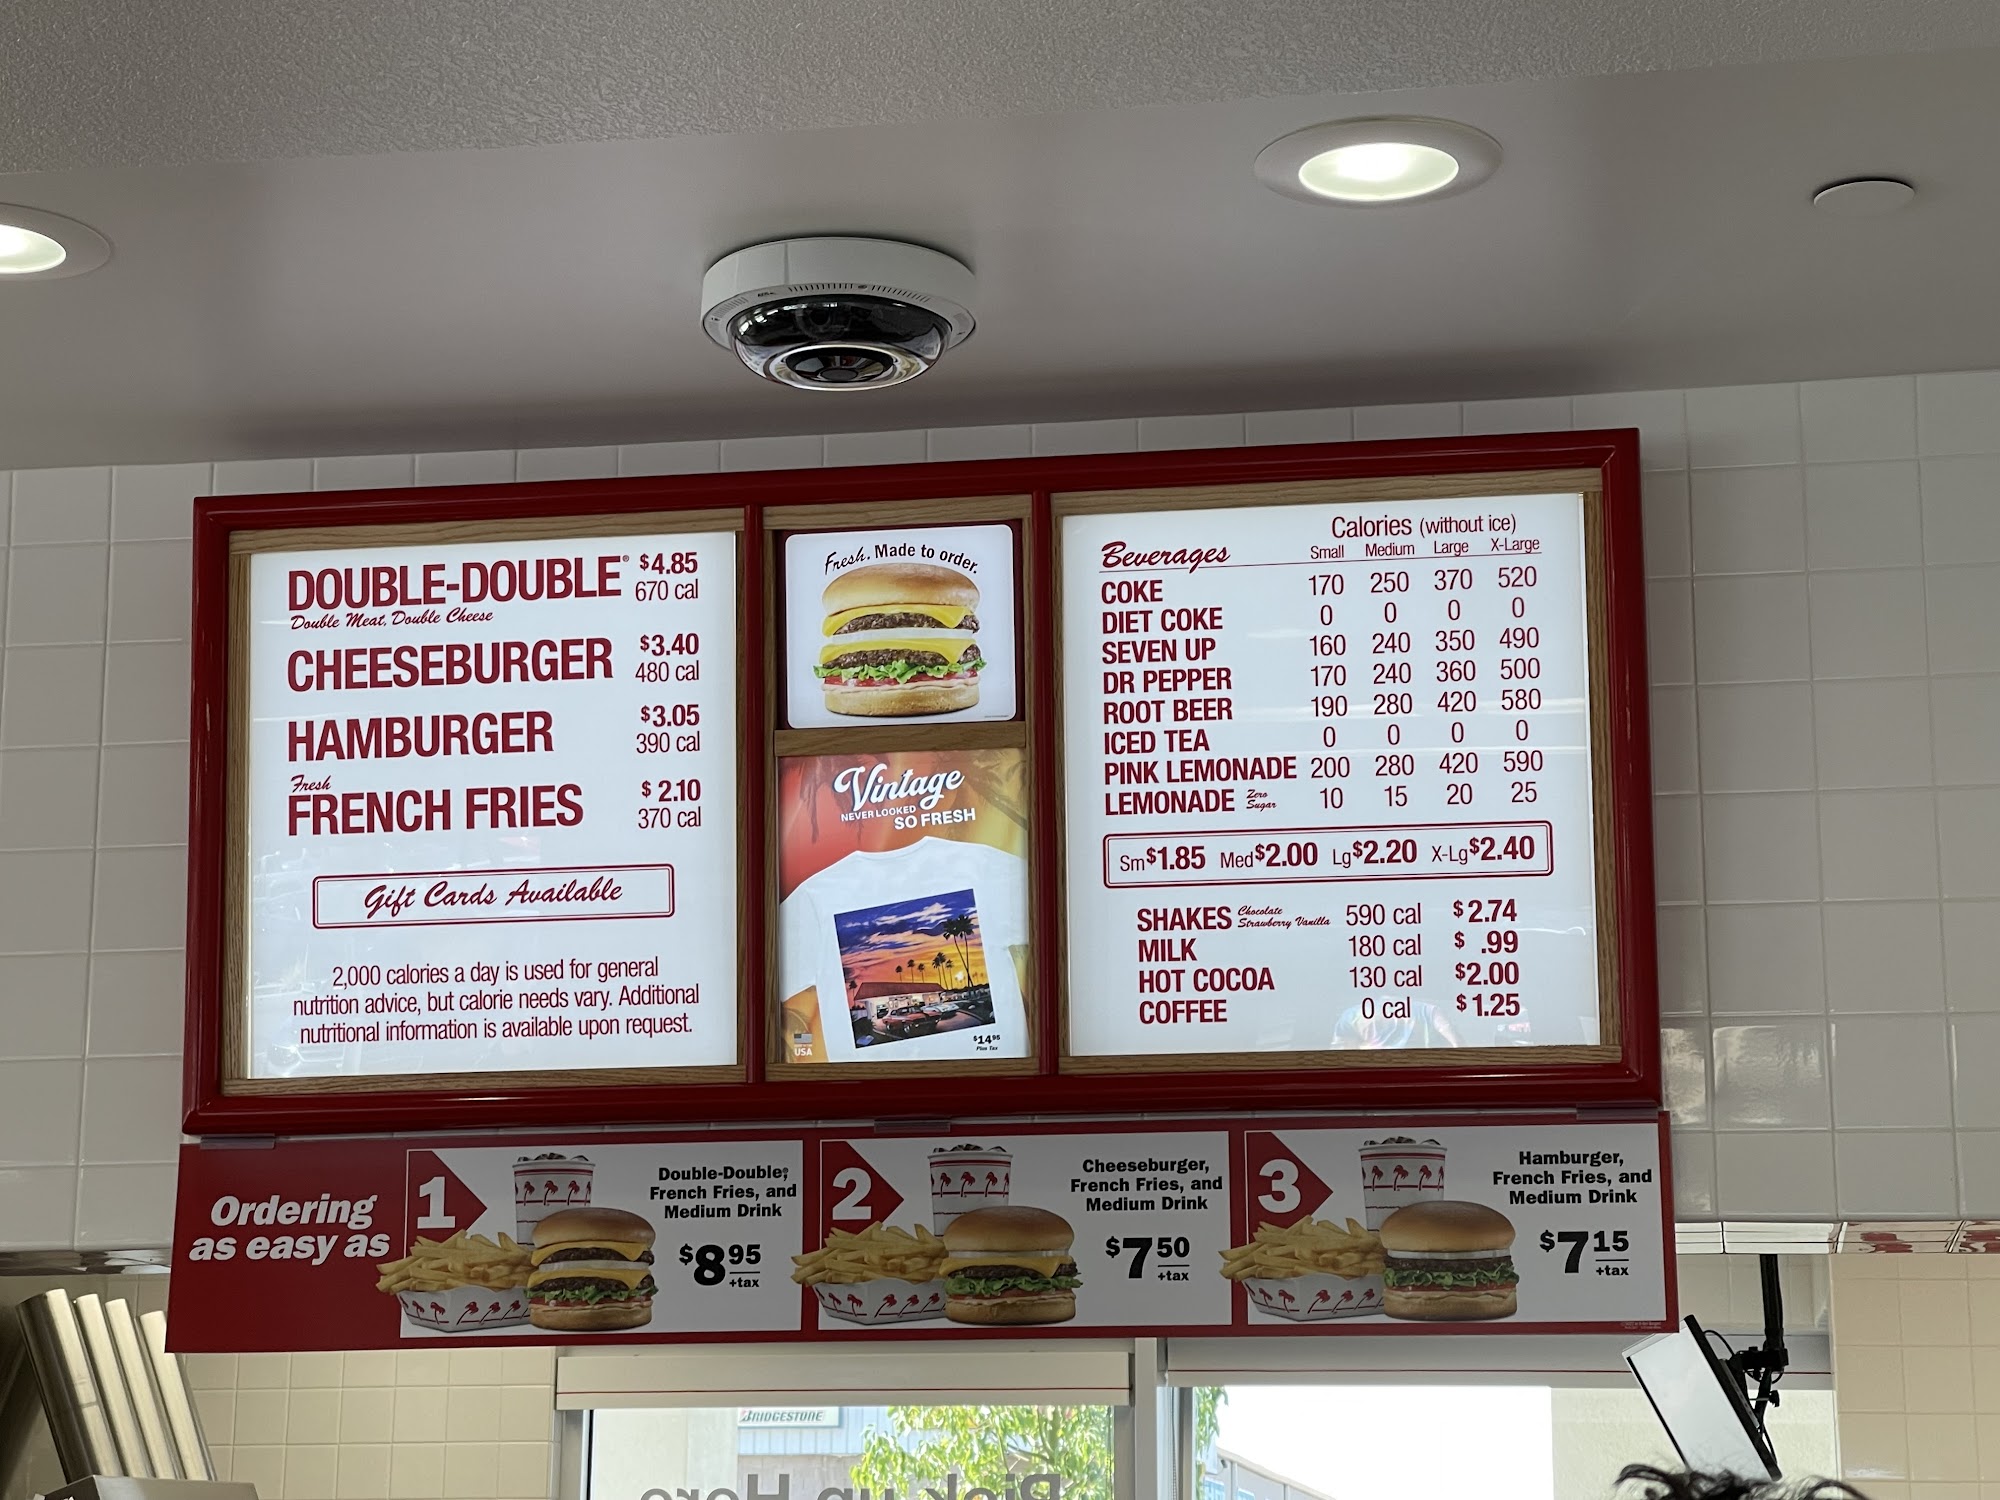 DOUBLE-DOUBLE® $4.85
Double Meat, Double Cheese 670 cal
CHEESEBURGER $3.40
480 cal
HAMBURGER $3.05
390 cal
Fresh
FRENCH FRIES $ 2.10
370 cal
Gift Cards Available
2,000 calories a day is used for general
nutrition advice, but calorie needs vary. Additional
nutritional information is available upon request.
Fresh. Made to order.
Vintage
NEVER LOOKED
SO FRESH
USA
$14.95
Plus Tax
Calories (without ice)
Beverages Small Medium Large X-Large
COKE 170 250 370 520
DIET COKE 0 0 0 0
SEVEN UP 160 240 350 490
DR PEPPER 170 240 360 500
ROOT BEER 190 280 420 580
ICED TEA 0 0 0 0
PINK LEMONADE 200 280 420 590
LEMONADE Zero Sugar 10 15 20 25
Sm $1.85 Med $2.00 Lg $2.20 X-Lg $2.40
SHAKES Chocolate Strawberry Vanilla 590 cal $2.74
MILK 180 cal $ .99
HOT COCOA 130 cal $2.00
COFFEE 0 cal $1.25
Ordering
as easy as
1
Double-Double®,
French Fries, and
Medium Drink
$8 95
+tax
2
Cheeseburger,
French Fries, and
Medium Drink
$7 50
+tax
3
Hamburger,
French Fries, and
Medium Drink
$7 15
+tax
BRIDGESTONE
Pick up Here